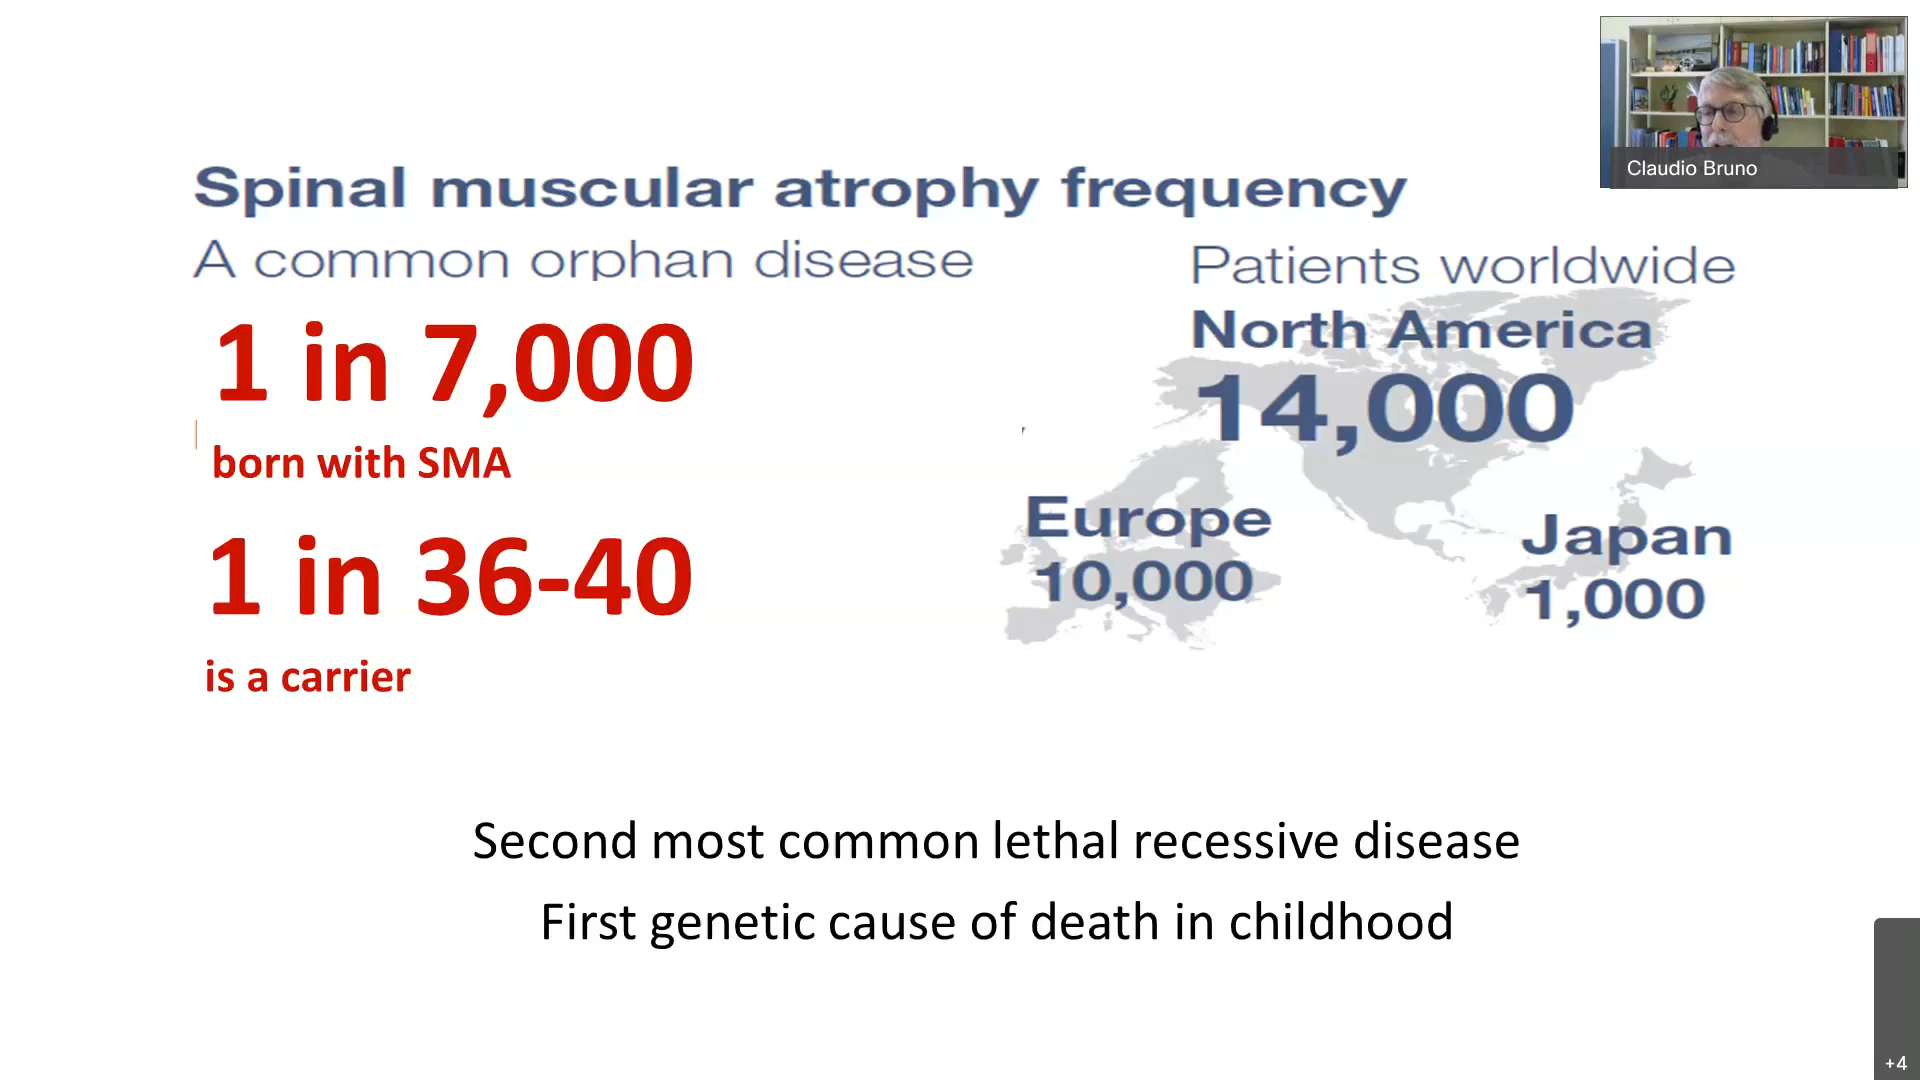 Claudio Bruno
Spinal muscular atrophy frequency
A common orphan disease
1 in 7,000
born with SMA
1 in 36-40
is a carrier
Patients worldwide
North America
14,000
Europe
10,000
Japan
1,000
Second most common lethal recessive disease
First genetic cause of death in childhood
+4